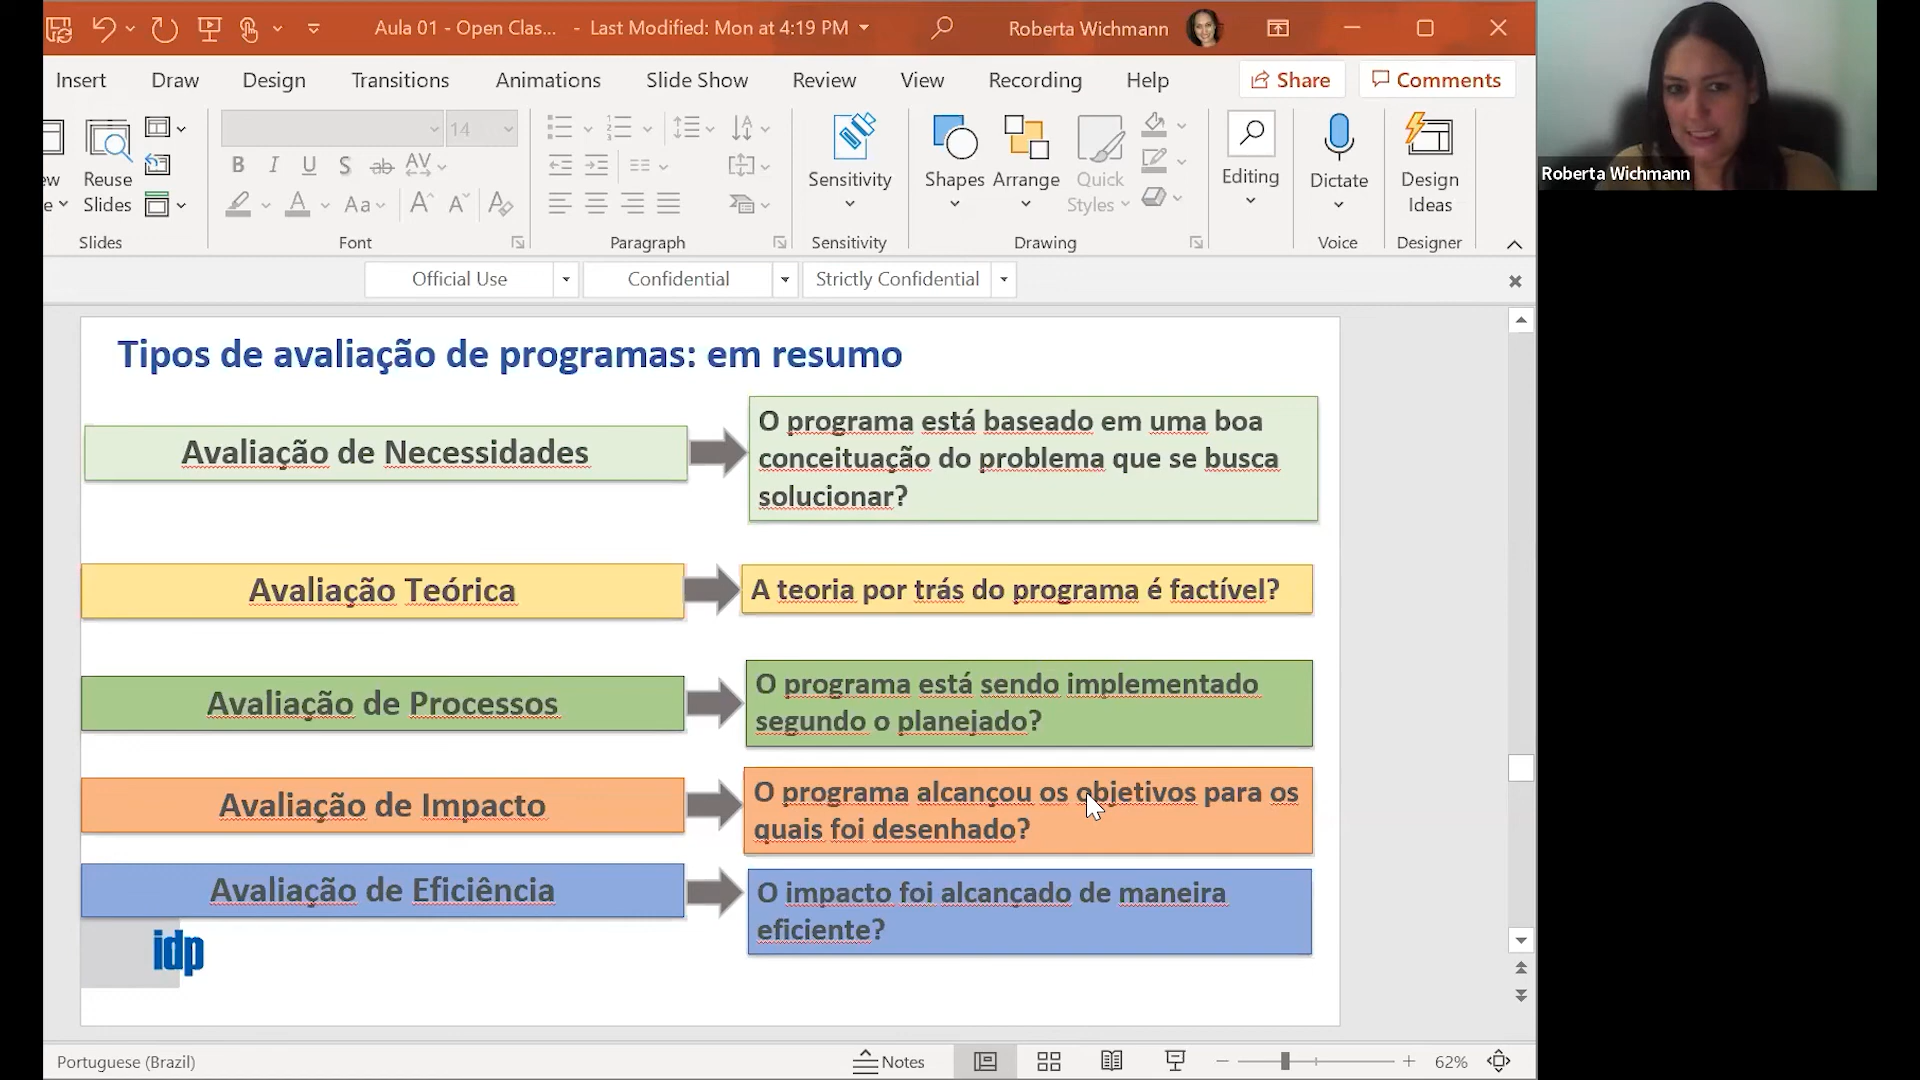 Aula 01 - Open Clas... - Last Modified: Mon at 4:19 PM
Roberta Wichmann
Insert Draw Design Transitions Animations Slide Show Review View Recording Help Share Comments
14
Reuse Slides
Sensitivity
Shapes
Arrange
Quick Styles
Editing
Dictate
Design Ideas
Slides Font Paragraph Sensitivity Drawing Voice Designer
Official Use Confidential Strictly Confidential
Tipos de avaliação de programas: em resumo
Avaliação de Necessidades
O programa está baseado em uma boa
conceituação do problema que se busca
solucionar?
Avaliação Teórica
A teoria por trás do programa é factível?
Avaliação de Processos
O programa está sendo implementado
segundo o planejado?
Avaliação de Impacto
O programa alcançou os objetivos para os
quais foi desenhado?
Avaliação de Eficiência
O impacto foi alcançado de maneira
eficiente?
idp
Portuguese (Brazil)
Notes
62%
Roberta Wichmann